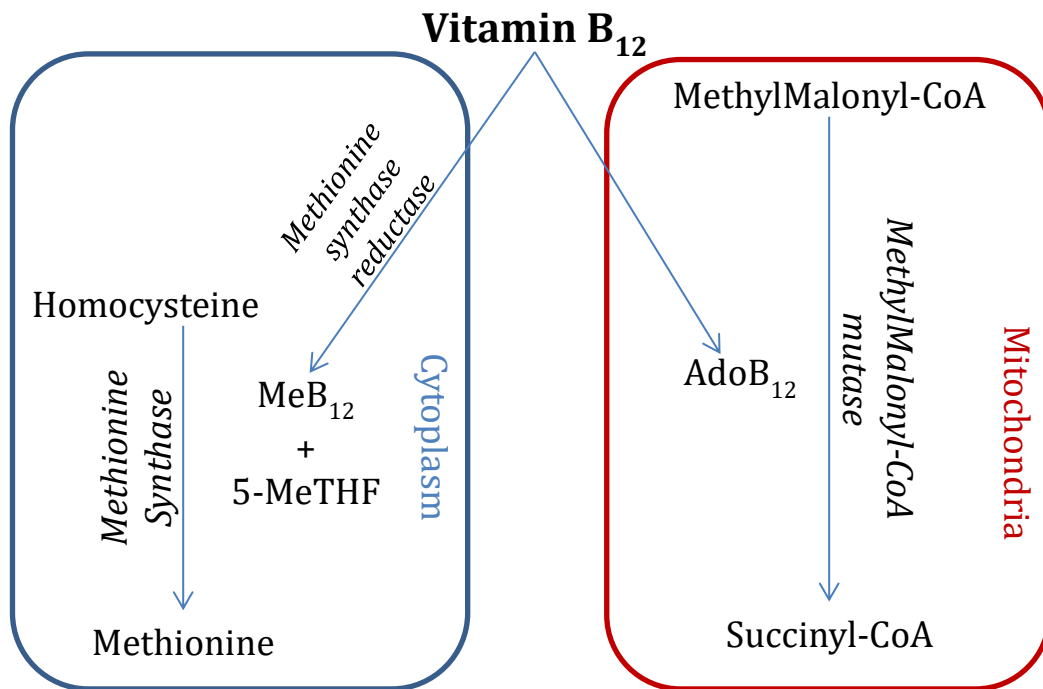 Vitamin B₁₂
Methionine
synthase
reductase
Homocysteine
Methionine
Synthase
MeB₁₂
+
5-MeTHF
Cytoplasm
Methionine
MethylMalonyl-CoA
MethylMalonyl-CoA
mutase
AdoB₁₂
Mitochondria
Succinyl-CoA